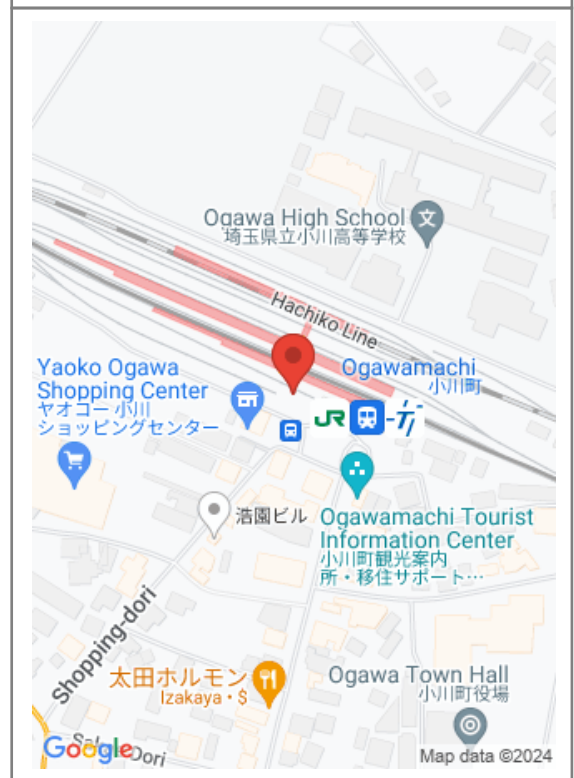 Ogawa High School
埼玉県立小川高等学校
Hachiko Line
Ogawamachi
小川町
Yaoko Ogawa
Shopping Center
ヤオコー 小川
ショッピングセンター
JR
浩園ビル
Ogawamachi Tourist
Information Center
小川町観光案内
所・移住サポート…
Shopping-dori
太田ホルモン
Izakaya・$
Ogawa Town Hall
小川町役場
Dori
Google
Map data ©2024